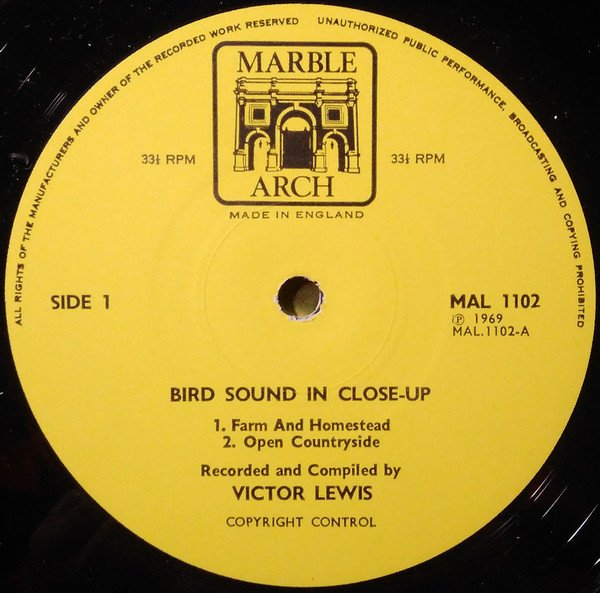 ALL RIGHTS OF THE MANUFACTURERS AND OWNER OF THE RECORDED WORK RESERVED   UNAUTHORIZED PUBLIC PERFORMANCE, BROADCASTING AND COPYING PROHIBITED
MARBLE
ARCH
33⅓ RPM   33⅓ RPM
MADE IN ENGLAND
SIDE 1   MAL 1102
℗ 1969
MAL.1102-A
BIRD SOUND IN CLOSE-UP
1. Farm And Homestead
2. Open Countryside
Recorded and Compiled by
VICTOR LEWIS
COPYRIGHT CONTROL